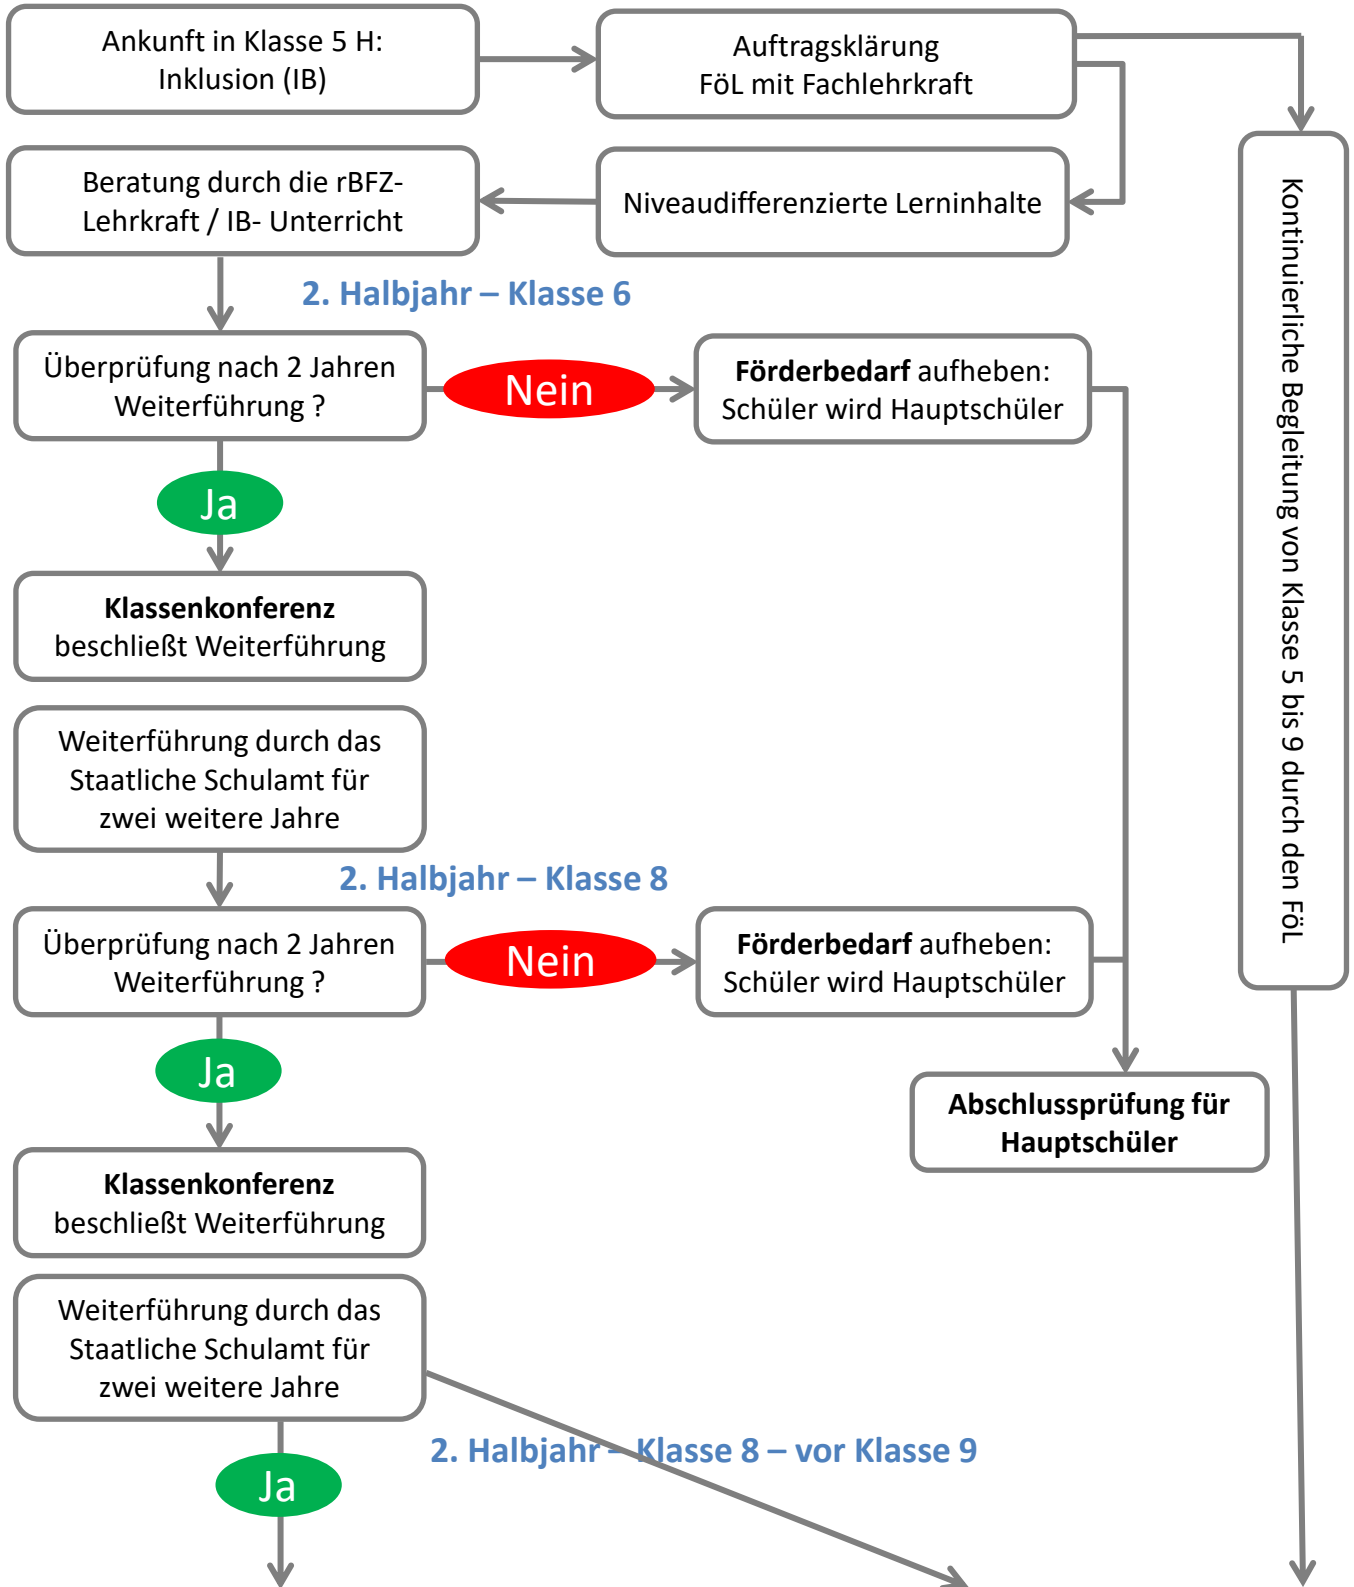 Ankunft in Klasse 5 H:
Inklusion (IB)
Auftragsklärung
FöL mit Fachlehrkraft
Beratung durch die rBFZ-
Lehrkraft / IB- Unterricht
Niveaudifferenzierte Lerninhalte
Kontinuierliche Begleitung von Klasse 5 bis 9 durch den FöL
2. Halbjahr – Klasse 6
Überprüfung nach 2 Jahren
Weiterführung ?
Nein
Förderbedarf aufheben:
Schüler wird Hauptschüler
Ja
Klassenkonferenz
beschließt Weiterführung
Weiterführung durch das
Staatliche Schulamt für
zwei weitere Jahre
2. Halbjahr – Klasse 8
Überprüfung nach 2 Jahren
Weiterführung ?
Nein
Förderbedarf aufheben:
Schüler wird Hauptschüler
Ja
Abschlussprüfung für
Hauptschüler
Klassenkonferenz
beschließt Weiterführung
Weiterführung durch das
Staatliche Schulamt für
zwei weitere Jahre
2. Halbjahr – Klasse 8 – vor Klasse 9
Ja